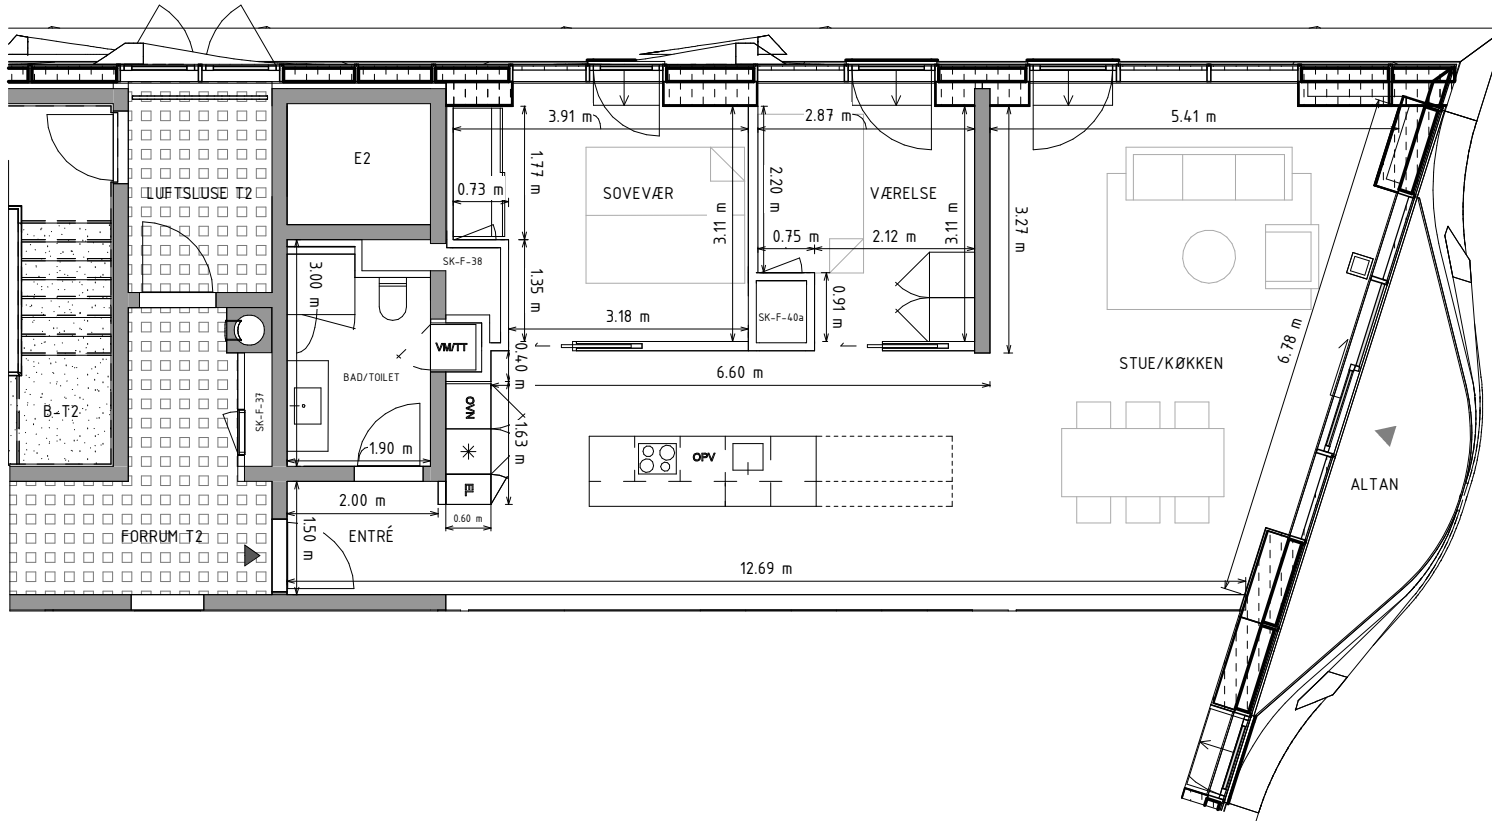 3.91 m
2.87 m
5.41 m
E2
1.77 m
LUFTSLUSE T2
0.73 m
SOVEVÆR
3.11 m
2.20 m
VÆRELSE
3.11 m
3.27 m
0.75 m
2.12 m
SK-F-38
3.00 m
1.35 m
3.18 m
SK-F-40a
0.91 m
6.78 m
VM/TT
0.40 m
6.60 m
STUE/KØKKEN
BAD/TOILET
B-T2
SK-F-37
OVN
1.63 m
1.90 m
OPV
ALTAN
2.00 m
0.60 m
FORRUM T2
1.50 m
ENTRÉ
12.69 m